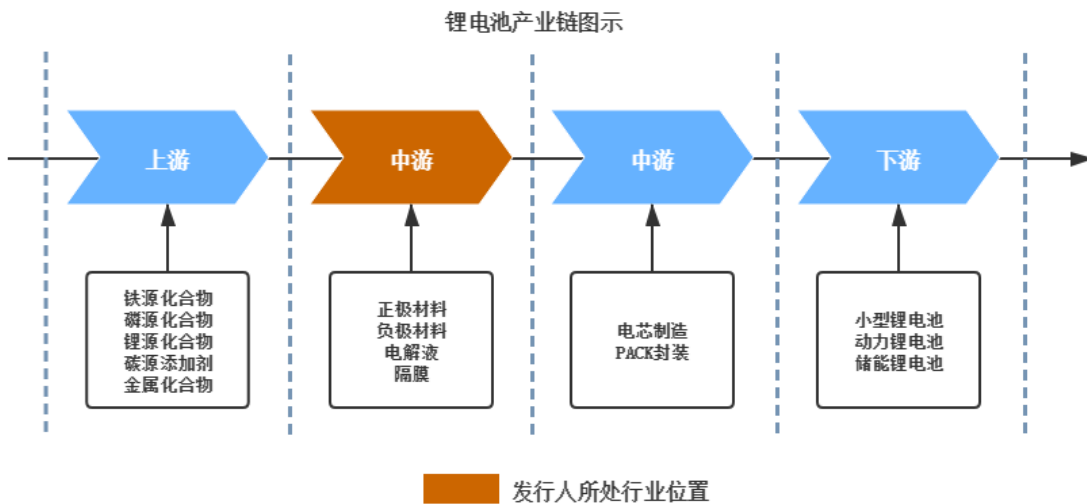 锂电池产业链图示
上游
中游
中游
下游
铁源化合物
磷源化合物
锂源化合物
碳源添加剂
金属化合物
正极材料
负极材料
电解液
隔膜
电芯制造
PACK封装
小型锂电池
动力锂电池
储能锂电池
发行人所处行业位置